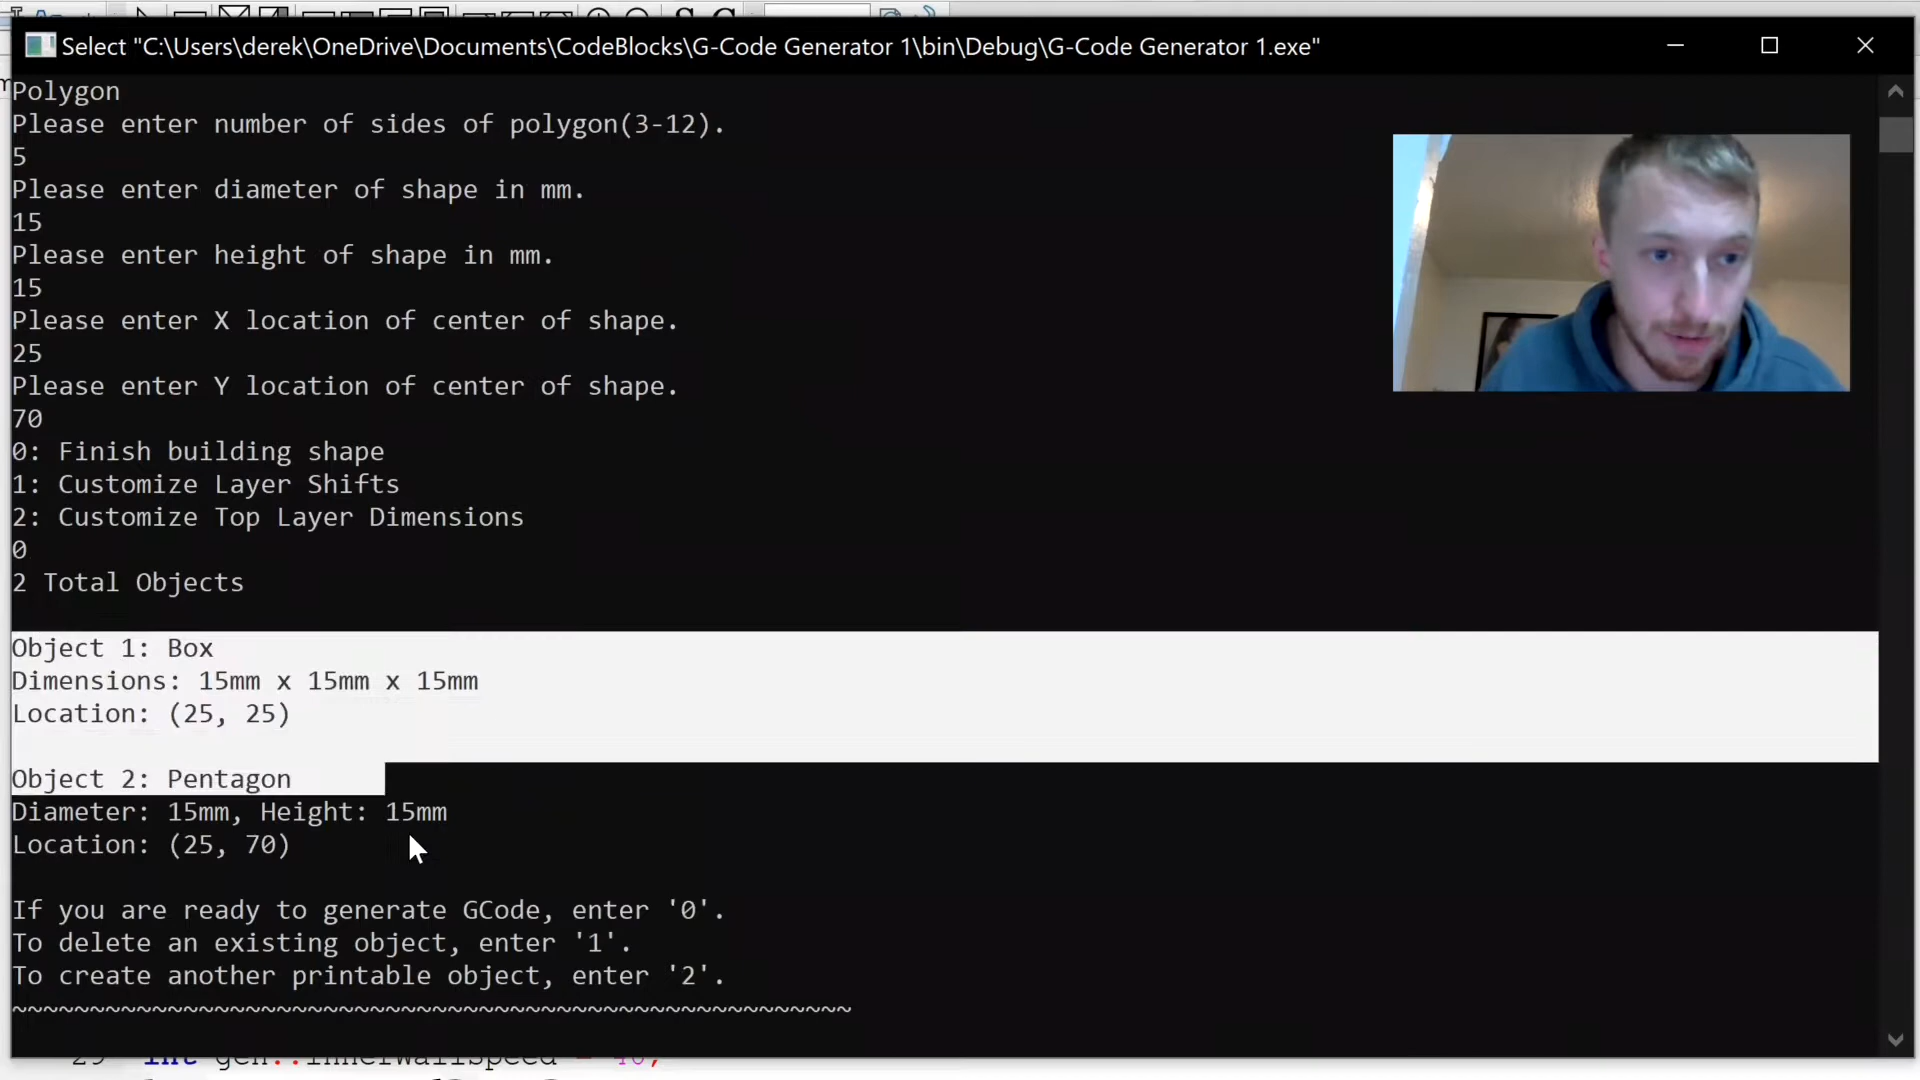 Select "C:\Users\derek\OneDrive\Documents\CodeBlocks\G-Code Generator 1\bin\Debug\G-Code Generator 1.exe"
Polygon
Please enter number of sides of polygon(3-12).
5
Please enter diameter of shape in mm.
15
Please enter height of shape in mm.
15
Please enter X location of center of shape.
25
Please enter Y location of center of shape.
70
0: Finish building shape
1: Customize Layer Shifts
2: Customize Top Layer Dimensions
0
2 Total Objects
Object 1: Box
Dimensions: 15mm x 15mm x 15mm
Location: (25, 25)
Object 2: Pentagon
Diameter: 15mm, Height: 15mm
Location: (25, 70)
If you are ready to generate GCode, enter '0'.
To delete an existing object, enter '1'.
To create another printable object, enter '2'.
~~~~~~~~~~~~~~~~~~~~~~~~~~~~~~~~~~~~~~~~~~~~~~~~~~~~~~
29 int gen::innerWallSpeed = 40;